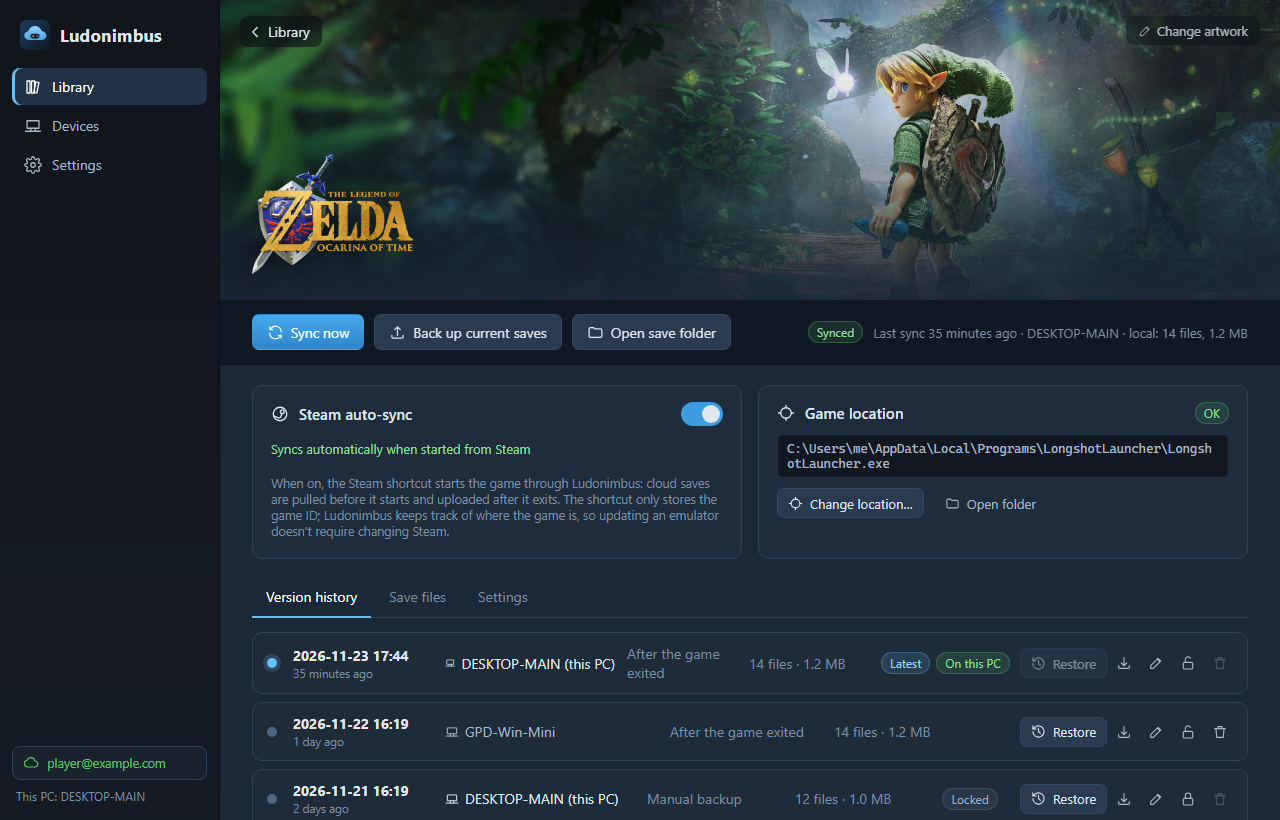 Ludonimbus
Library
Devices
Settings
player@example.com
This PC: DESKTOP-MAIN
Library
Change artwork
THE LEGEND OF
ZELDA
OCARINA OF TIME
Sync now
Back up current saves
Open save folder
Synced
Last sync 35 minutes ago · DESKTOP-MAIN · local: 14 files, 1.2 MB
Steam auto-sync
Syncs automatically when started from Steam
When on, the Steam shortcut starts the game through Ludonimbus: cloud saves
are pulled before it starts and uploaded after it exits. The shortcut only stores the
game ID; Ludonimbus keeps track of where the game is, so updating an emulator
doesn't require changing Steam.
Game location
OK
C:\Users\me\AppData\Local\Programs\LongshotLauncher\Longsh
otLauncher.exe
Change location...
Open folder
Version history
Save files
Settings
2026-11-23 17:44
35 minutes ago
DESKTOP-MAIN (this PC)
After the game
exited
14 files · 1.2 MB
Latest
On this PC
Restore
2026-11-22 16:19
1 day ago
GPD-Win-Mini
After the game exited
14 files · 1.2 MB
Restore
2026-11-21 16:19
2 days ago
DESKTOP-MAIN (this PC)
Manual backup
12 files · 1.0 MB
Locked
Restore